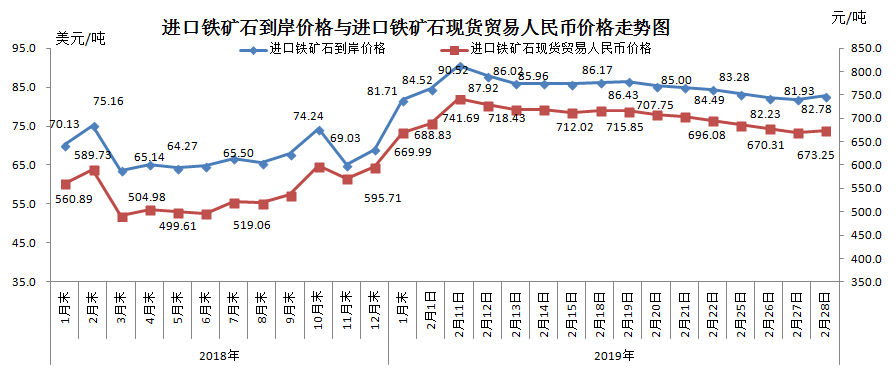 进口铁矿石到岸价格与进口铁矿石现货贸易人民币价格走势图
美元/吨
元/吨
进口铁矿石到岸价格
进口铁矿石现货贸易人民币价格
95.0
85.0
75.0
65.0
55.0
45.0
35.0
850.0
800.0
750.0
700.0
650.0
600.0
550.0
500.0
450.0
400.0
350.0
70.13
75.16
65.14
64.27
65.50
74.24
69.03
81.71
84.52
90.52
87.92
86.02
85.96
86.17
86.43
85.00
84.49
83.28
82.23
81.93
82.78
560.89
589.73
504.98
499.61
519.06
595.71
669.99
688.83
741.69
718.43
712.02
715.85
707.75
696.08
670.31
673.25
1月末
2月末
3月末
4月末
5月末
6月末
7月末
8月末
9月末
10月末
11月末
12月末
1月末
2月1日
2月11日
2月12日
2月13日
2月14日
2月15日
2月18日
2月19日
2月20日
2月21日
2月22日
2月25日
2月26日
2月27日
2月28日
2018年
2019年